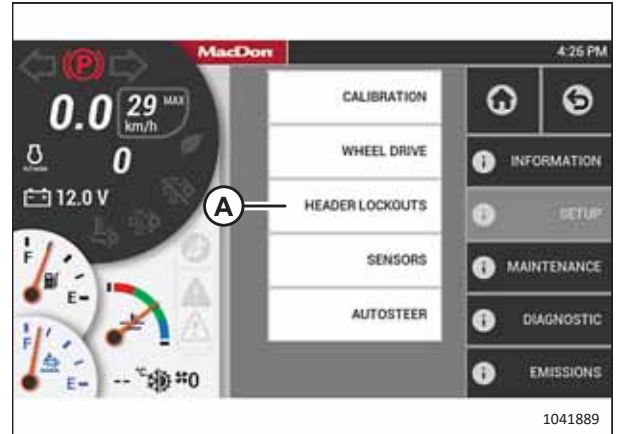 MacDon
4:26 PM
P
0.0
29 MAX
km/h
0
12.0 V
F
E
F
E
-- °C
0
CALIBRATION
WHEEL DRIVE
HEADER LOCKOUTS
SENSORS
AUTOSTEER
A
INFORMATION
SETUP
MAINTENANCE
DIAGNOSTIC
EMISSIONS
1041889